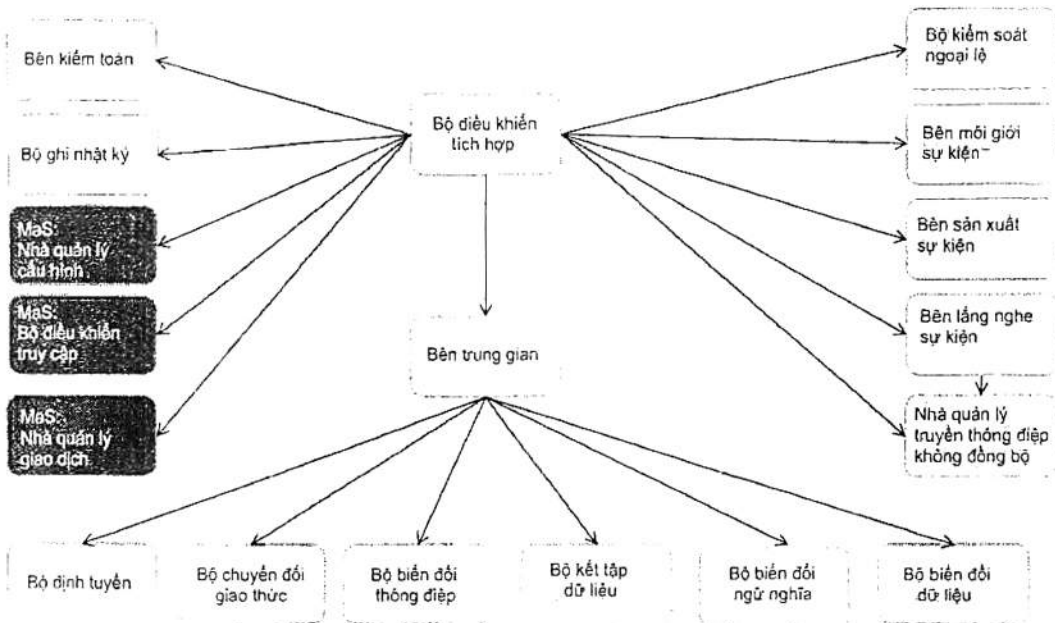 Bên kiểm toán
Bộ ghi nhật ký
MaS:
Nhà quản lý
cấu hình
MaS:
Bộ điều khiển
truy cập
MaS:
Nhà quản lý
giao dịch
Bộ điều khiển
tích hợp
Bên trung gian
Bộ kiểm soát
ngoại lệ
Bên môi giới
sự kiện
Bên sản xuất
sự kiện
Bên lắng nghe
sự kiện
Nhà quản lý
truyền thông điệp
không đồng bộ
Bộ định tuyến
Bộ chuyển đổi
giao thức
Bộ biến đổi
thông điệp
Bộ kết tập
dữ liệu
Bộ biến đổi
ngữ nghĩa
Bộ biến đổi
dữ liệu